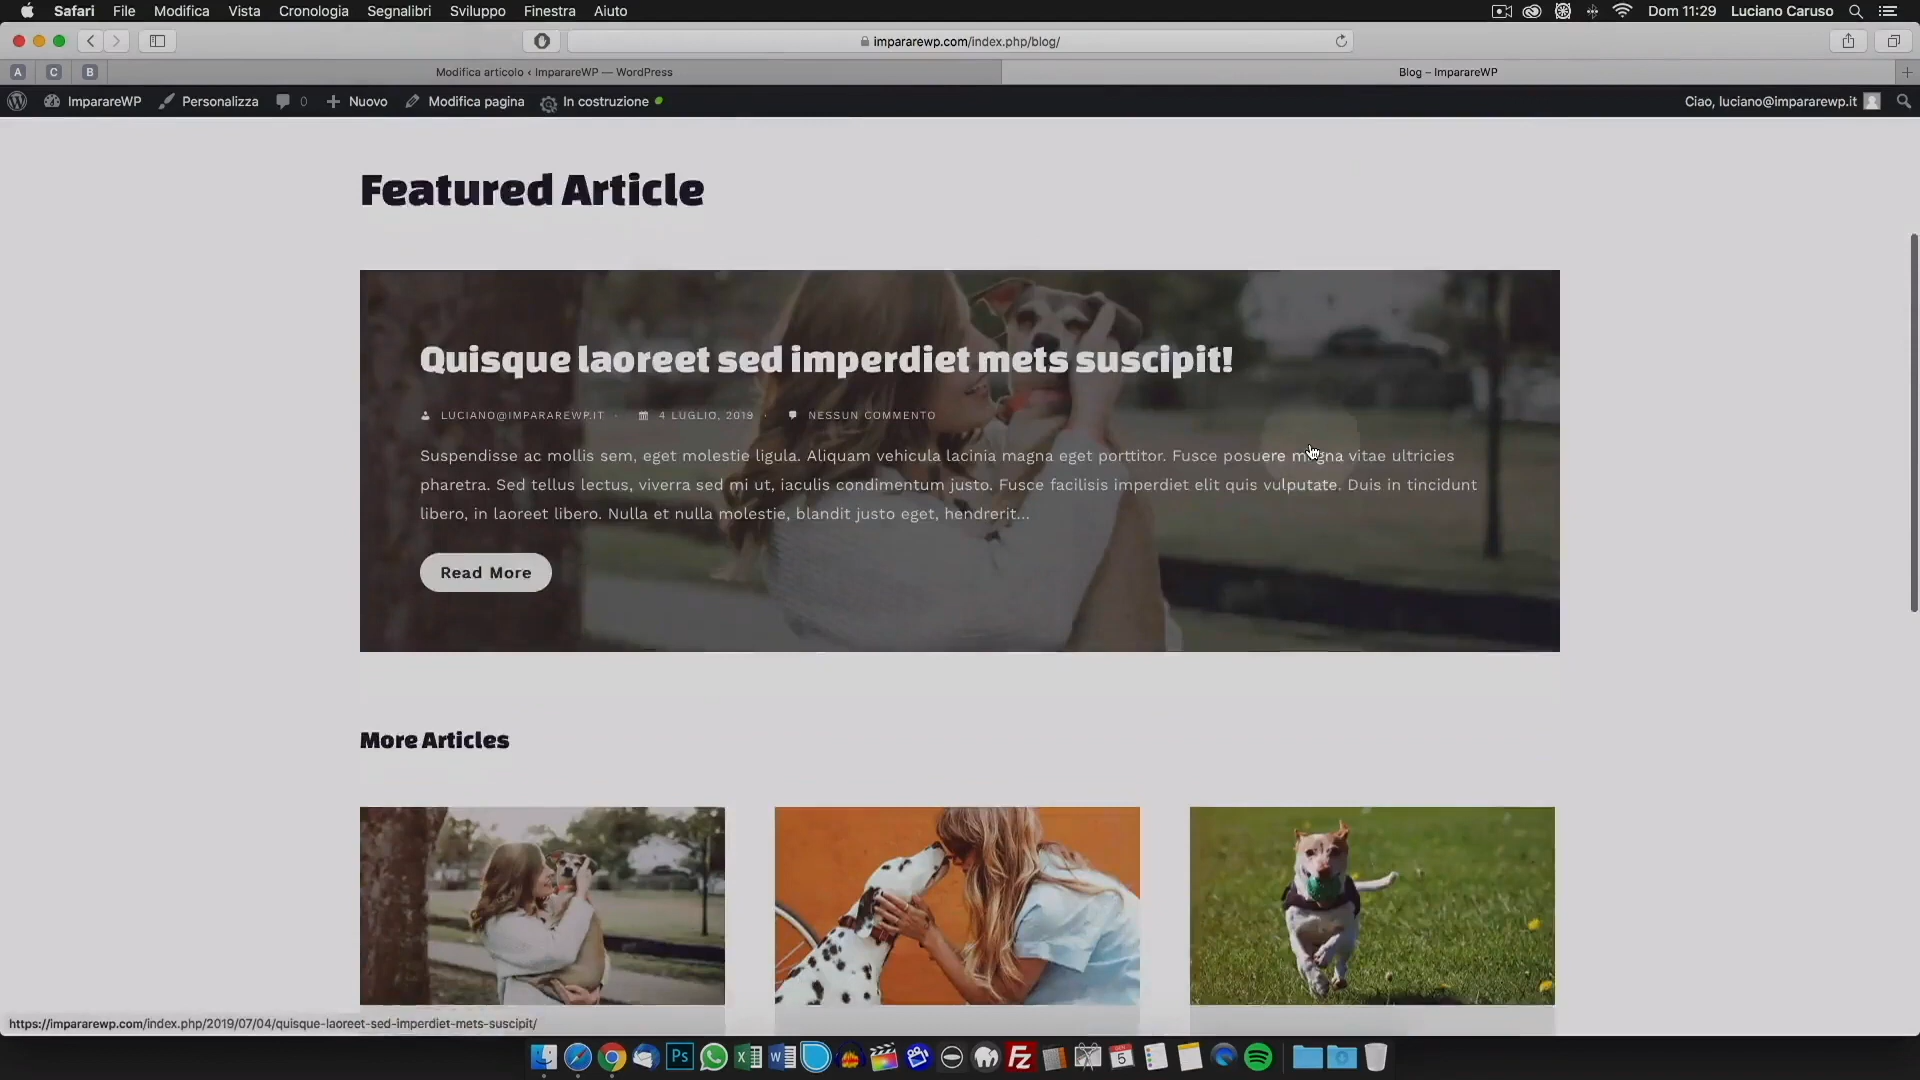 Safari File Modifica Vista Cronologia Segnalibri Sviluppo Finestra Aiuto Dom 11:29 Luciano Caruso
impararewp.com/index.php/blog/
A C B Modifica articolo ‹ ImparareWP — WordPress Blog – ImparareWP
ImparareWP Personalizza 0 Nuovo Modifica pagina In costruzione Ciao, luciano@impararewp.it
Featured Article
Quisque laoreet sed imperdiet mets suscipit!
LUCIANO@IMPARAREWP.IT · 4 LUGLIO, 2019 · NESSUN COMMENTO
Suspendisse ac mollis sem, eget molestie ligula. Aliquam vehicula lacinia magna eget porttitor. Fusce posuere magna vitae ultricies
pharetra. Sed tellus lectus, viverra sed mi ut, iaculis condimentum justo. Fusce facilisis imperdiet elit quis vulputate. Duis in tincidunt
libero, in laoreet libero. Nulla et nulla molestie, blandit justo eget, hendrerit...
Read More
More Articles
https://impararewp.com/index.php/2019/07/04/quisque-laoreet-sed-imperdiet-mets-suscipit/
Ps X W FZ GEN 5